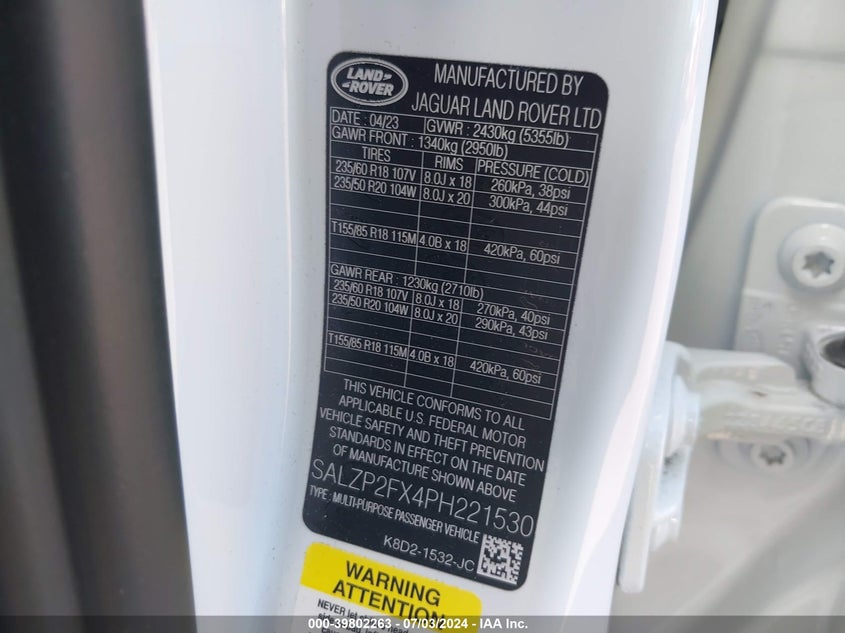 LAND ROVER
MANUFACTURED BY
JAGUAR LAND ROVER LTD
DATE : 04/23 GVWR : 2430kg (5355lb)
GAWR FRONT : 1340kg (2950lb)
TIRES RIMS PRESSURE (COLD)
235/60 R18 107V 8.0J x 18 260kPa, 38psi
235/50 R20 104W 8.0J x 20 300kPa, 44psi
T155/85 R18 115M 4.0B x 18 420kPa, 60psi
GAWR REAR : 1230kg (2710lb)
235/60 R18 107V 8.0J x 18 270kPa, 40psi
235/50 R20 104W 8.0J x 20 290kPa, 43psi
T155/85 R18 115M 4.0B x 18 420kPa, 60psi
THIS VEHICLE CONFORMS TO ALL
APPLICABLE U.S. FEDERAL MOTOR
VEHICLE SAFETY AND THEFT PREVENTION
STANDARDS IN EFFECT ON THE DATE
OF MANUFACTURE SHOWN ABOVE
SALZP2FX4PH221530
TYPE : MULTI-PURPOSE PASSENGER VEHICLE
K8D2-1532-JC
WARNING
ATTENTION
NEVER let
000-39802263 - 07/03/2024 - IAA Inc.